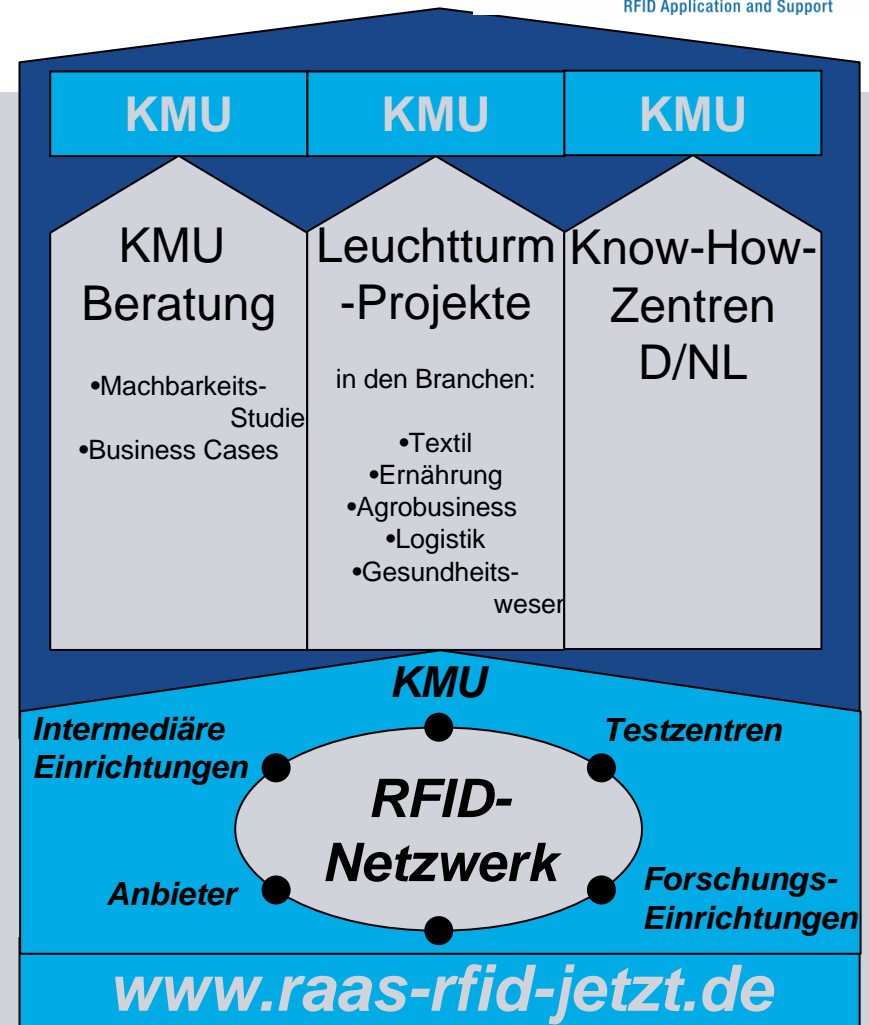 RFID Application and Support
KMU
KMU
KMU
KMU
Beratung
•Machbarkeits-
Studie
•Business Cases
Leuchtturm
-Projekte
in den Branchen:
•Textil
•Ernährung
•Agrobusiness
•Logistik
•Gesundheits-
weser
Know-How-
Zentren
D/NL
KMU
Intermediäre
Einrichtungen
Testzentren
RFID-
Netzwerk
Anbieter
Forschungs-
Einrichtungen
www.raas-rfid-jetzt.de